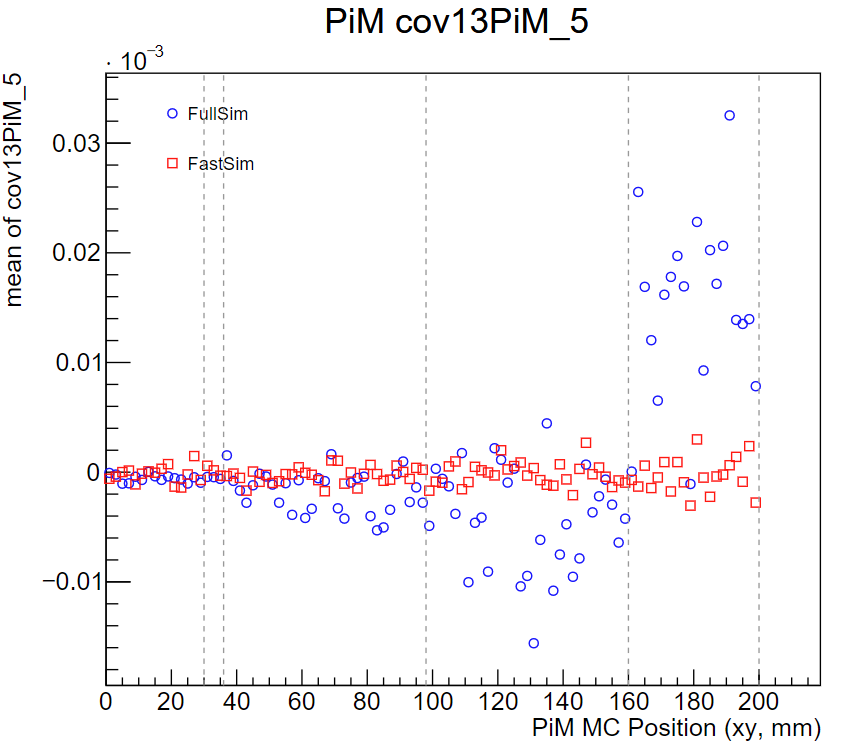 PiM cov13PiM_5
· 10⁻³
mean of cov13PiM_5
FullSim
FastSim
0.03
0.02
0.01
0
−0.01
0 20 40 60 80 100 120 140 160 180 200
PiM MC Position (xy, mm)